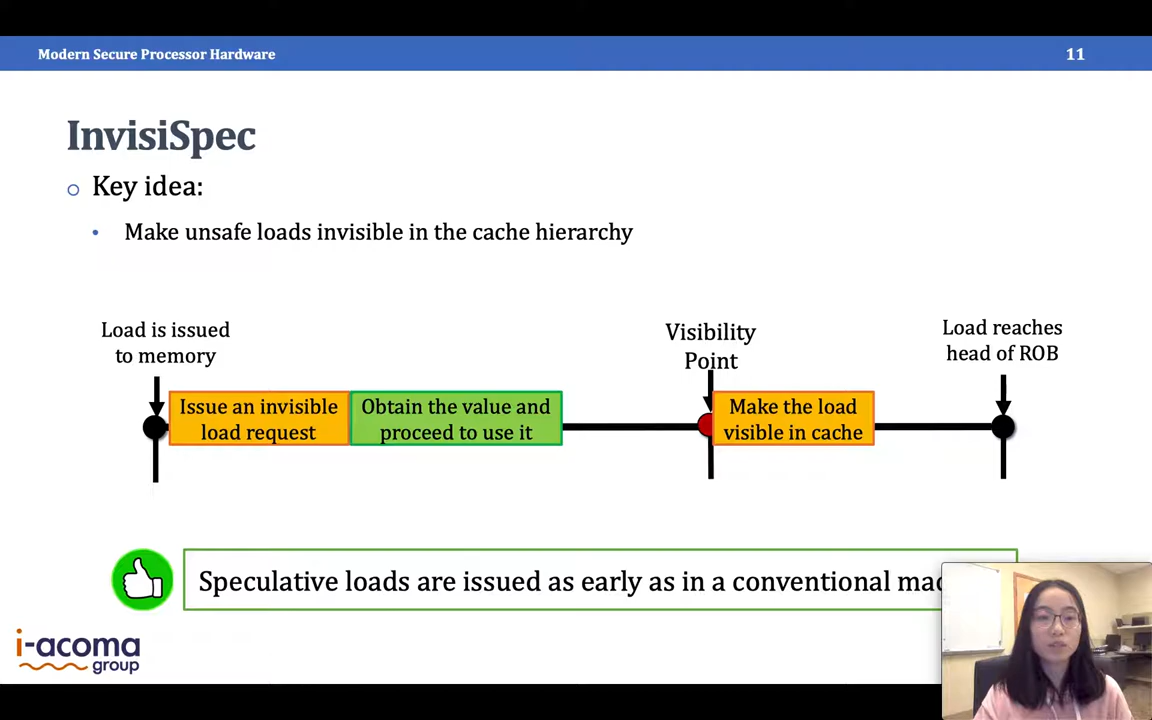 Modern Secure Processor Hardware
11
InvisiSpec
Key idea:
Make unsafe loads invisible in the cache hierarchy
Load is issued
to memory
Visibility
Point
Load reaches
head of ROB
Issue an invisible
load request
Obtain the value and
proceed to use it
Make the load
visible in cache
Speculative loads are issued as early as in a conventional
i-acoma
group